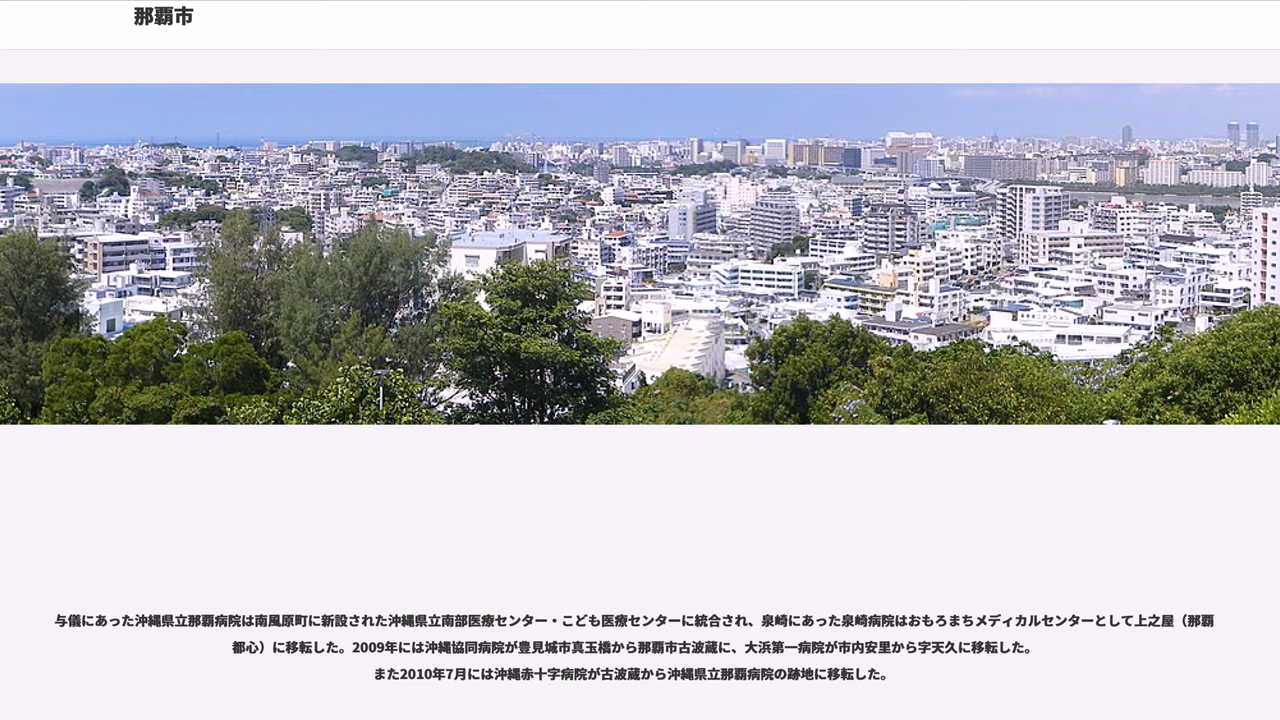 那覇市
与儀にあった沖縄県立那覇病院は南風原町に新設された沖縄県立南部医療センター・こども医療センターに統合され、泉崎にあった泉崎病院はおもろまちメディカルセンターとして上之屋（那覇
都心）に移転した。2009年には沖縄協同病院が豊見城市真玉橋から那覇市古波蔵に、大浜第一病院が市内安里から字天久に移転した。
また2010年7月には沖縄赤十字病院が古波蔵から沖縄県立那覇病院の跡地に移転した。